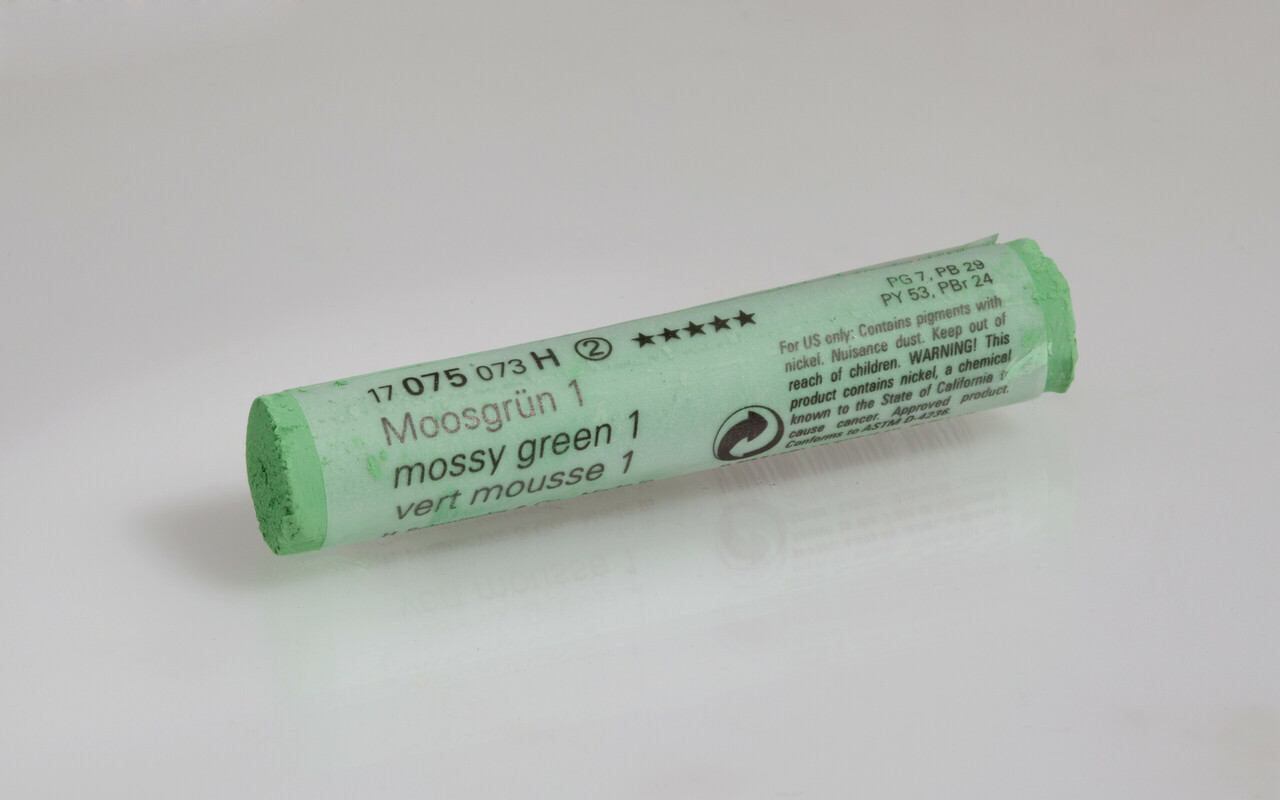 17 075 073 H ② ★★★★★
Moosgrün 1
mossy green 1
vert mousse 1
PG 7, PB 29
PY 53, PBr 24
For US only: Contains pigments with
nickel. Nuisance dust. Keep out of
reach of children. WARNING! This
product contains nickel, a chemical
known to the State of California
cause cancer. Approved product.
Conforms to ASTM D-4236.